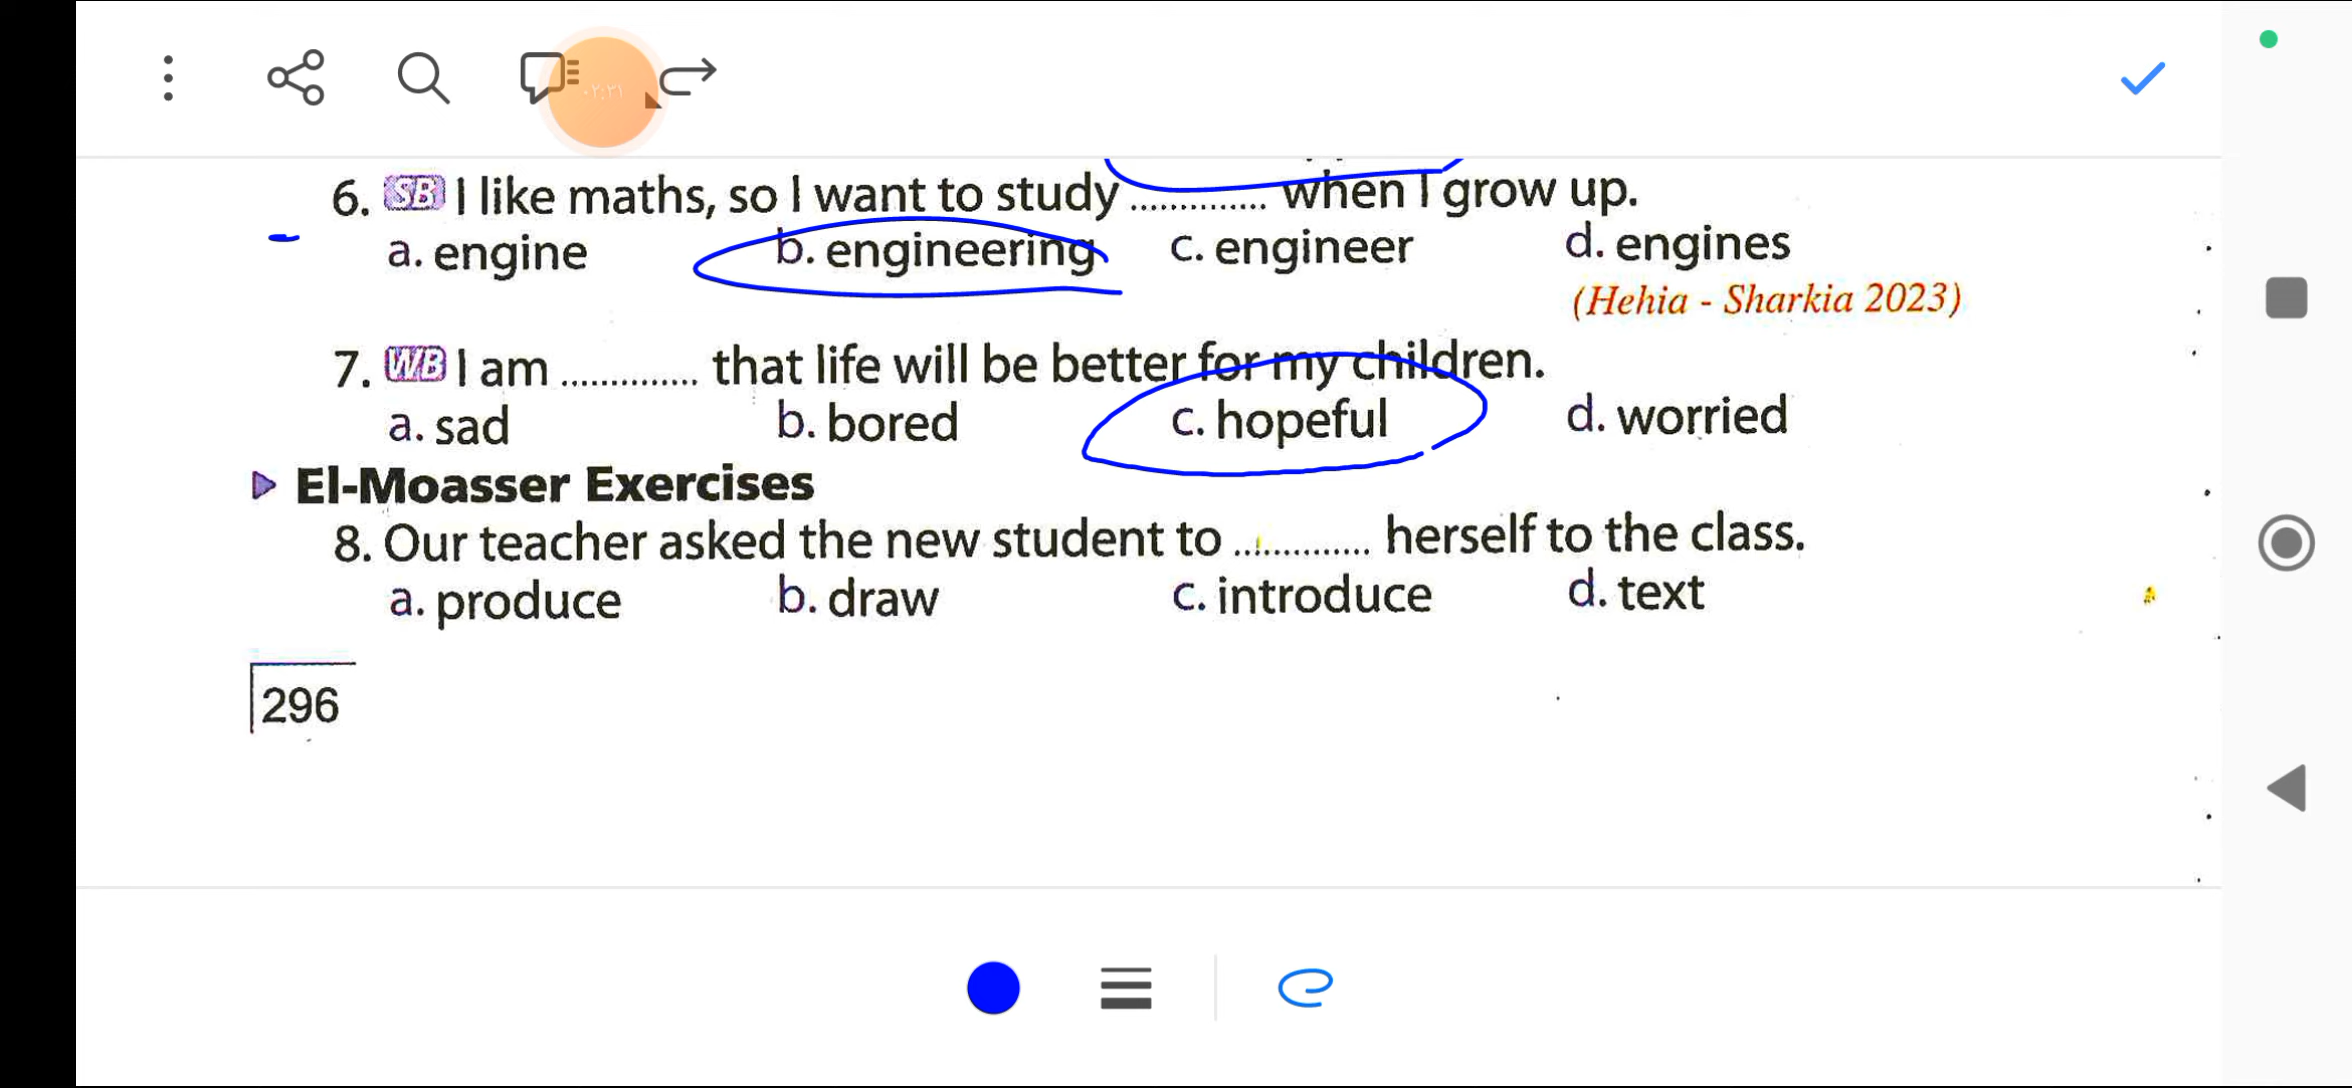 ٠٢:٣١
6. SB I like maths, so I want to study .............. when I grow up.
a. engine b. engineering c. engineer d. engines
(Hehia - Sharkia 2023)
7. WB I am .............. that life will be better for my children.
a. sad b. bored c. hopeful d. worried
El-Moasser Exercises
8. Our teacher asked the new student to .............. herself to the class.
a. produce b. draw c. introduce d. text
296